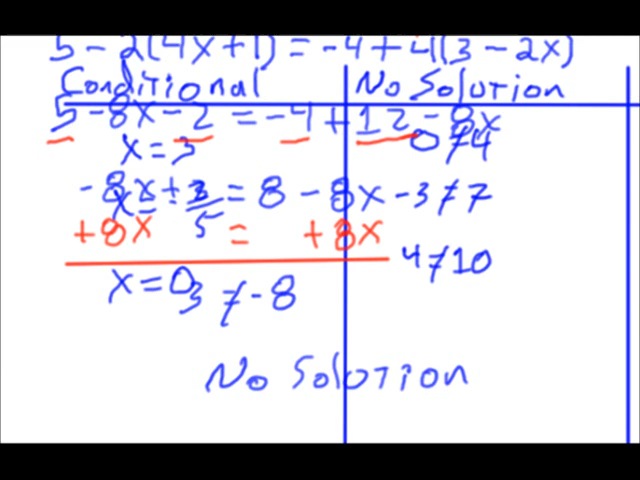 5 - 2(4x+1) = -4 + 4(3 - 2x)
Conditional No Solution
5 - 8x - 2 = -4 + 12 - 8x
x = 3 0 ≠ 4
-8x + 3 = 8 - 8x -3 ≠ 7
+8x = +8x
4 ≠ 10
x = 0 3 ≠ -8
No Solution